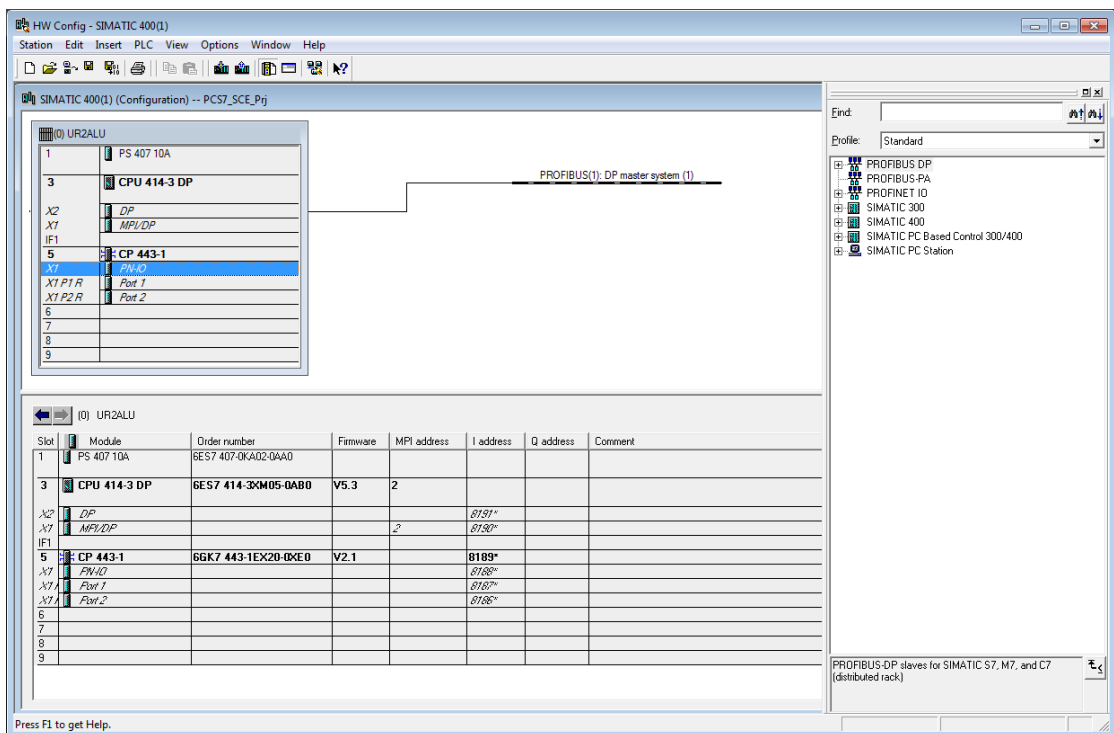 HW Config - SIMATIC 400(1)
Station Edit Insert PLC View Options Window Help
SIMATIC 400(1) (Configuration) -- PCS7_SCE_Prj
(0) UR2ALU
1 PS 407 10A
3 CPU 414-3 DP
X2 DP
X1 MPI/DP
IF1
5 CP 443-1
X1 PN-IO
X1 P1 R Port 1
X1 P2 R Port 2
6
7
8
9
PROFIBUS(1): DP master system (1)
Find:
Profile: Standard
PROFIBUS DP
PROFIBUS-PA
PROFINET IO
SIMATIC 300
SIMATIC 400
SIMATIC PC Based Control 300/400
SIMATIC PC Station
(0) UR2ALU
Slot Module Order number Firmware MPI address I address Q address Comment
1 PS 407 10A 6ES7 407-0KA02-0AA0
3 CPU 414-3 DP 6ES7 414-3XM05-0AB0 V5.3 2
X2 DP 8191*
X1 MPI/DP 2 8190*
IF1
5 CP 443-1 6GK7 443-1EX20-0XE0 V2.1 8189*
X1 PN-IO 8188*
X1 Port 1 8187*
X1 Port 2 8186*
6
7
8
9
PROFIBUS-DP slaves for SIMATIC S7, M7, and C7
(distributed rack)
Press F1 to get Help.